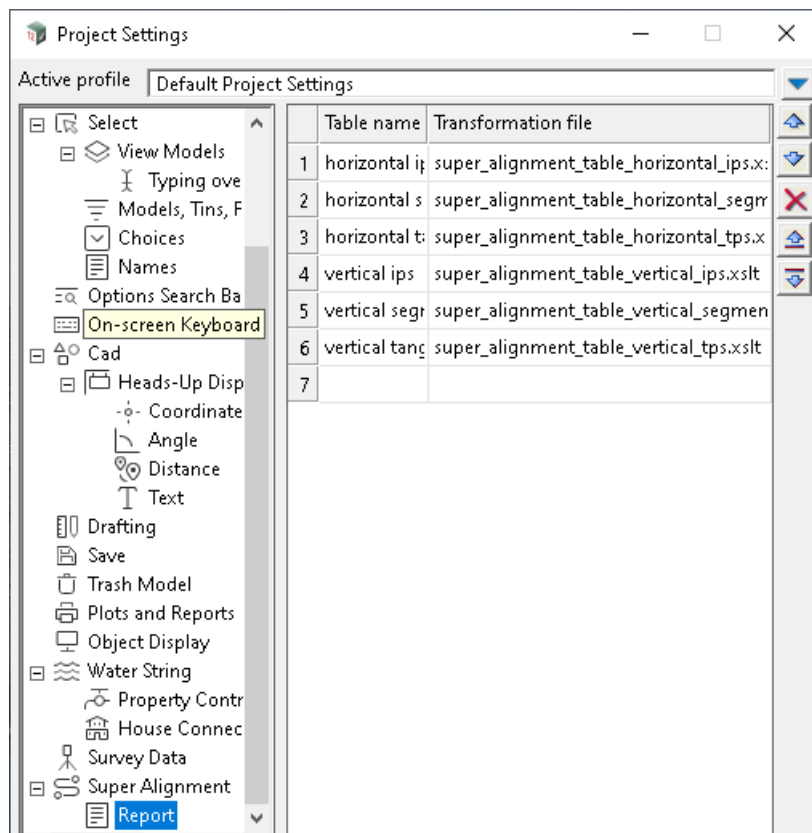 Project Settings
Active profile Default Project Settings
Select
View Models
Typing ove
Models, Tins, F
Choices
Names
Options Search Ba
On-screen Keyboard
Cad
Heads-Up Disp
Coordinate
Angle
Distance
Text
Drafting
Save
Trash Model
Plots and Reports
Object Display
Water String
Property Contr
House Connec
Survey Data
Super Alignment
Report
Table name Transformation file
1 horizontal ip super_alignment_table_horizontal_ips.x
2 horizontal s super_alignment_table_horizontal_segm
3 horizontal ta super_alignment_table_horizontal_tps.x
4 vertical ips super_alignment_table_vertical_ips.xslt
5 vertical segr super_alignment_table_vertical_segmen
6 vertical tang super_alignment_table_vertical_tps.xslt
7